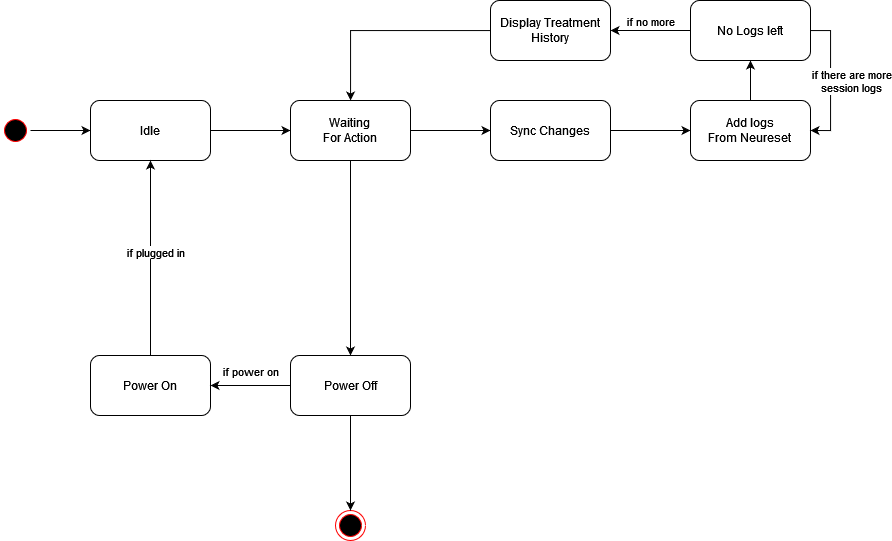 Display Treatment
History
if no more
No Logs left
if there are more
session logs
Idle
Waiting
For Action
Sync Changes
Add logs
From Neureset
if plugged in
Power On
if power on
Power Off